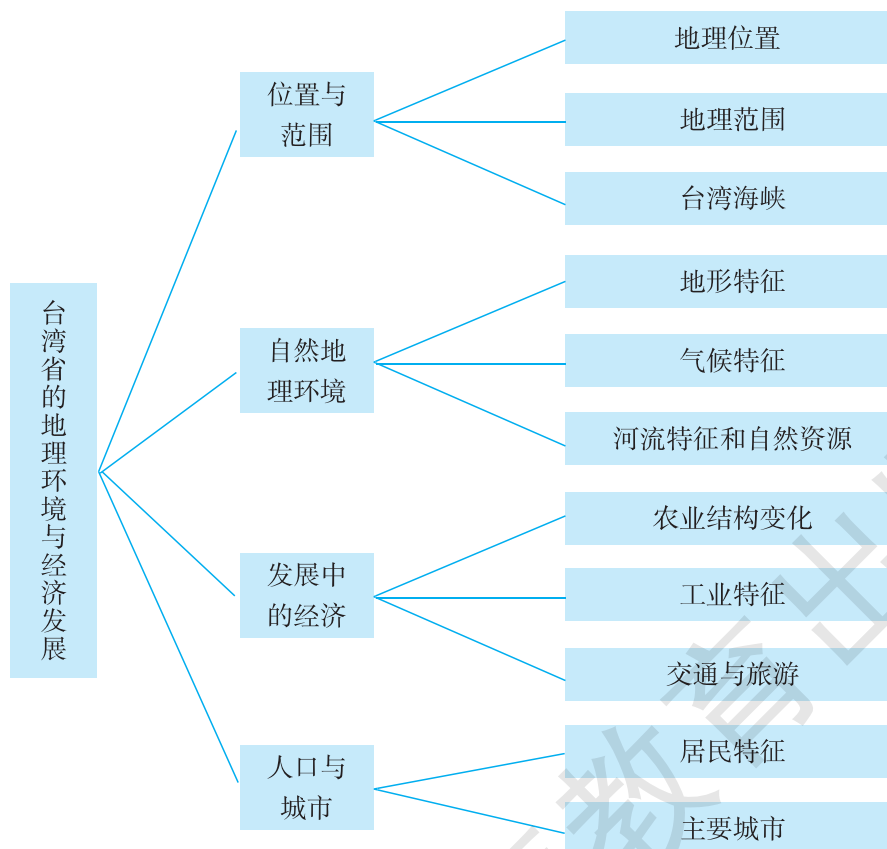 台湾省的地理环境与经济发展
位置与
范围
地理位置
地理范围
台湾海峡
自然地
理环境
地形特征
气候特征
河流特征和自然资源
发展中
的经济
农业结构变化
工业特征
交通与旅游
人口与
城市
居民特征
主要城市
教育出